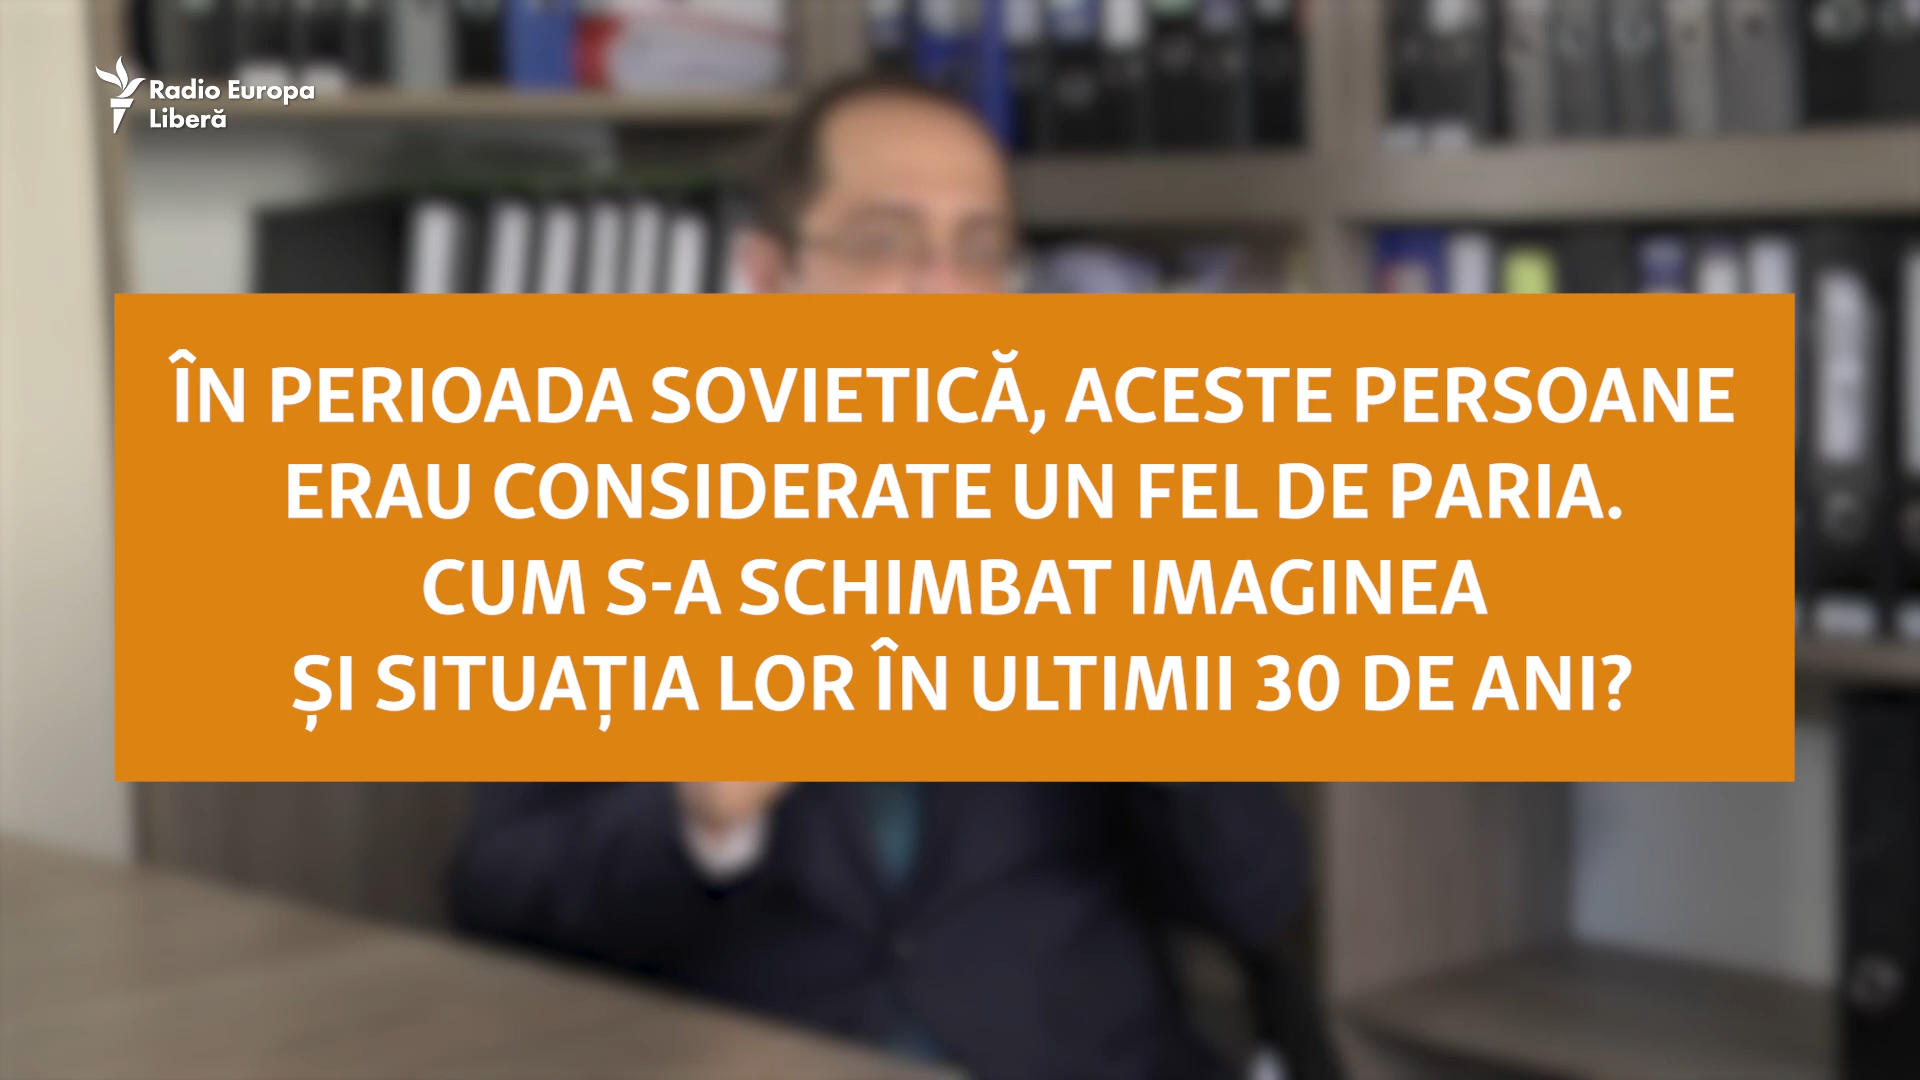 Radio Europa
Liberă
ÎN PERIOADA SOVIETICĂ, ACESTE PERSOANE
ERAU CONSIDERATE UN FEL DE PARIA.
CUM S-A SCHIMBAT IMAGINEA
ȘI SITUAȚIA LOR ÎN ULTIMII 30 DE ANI?